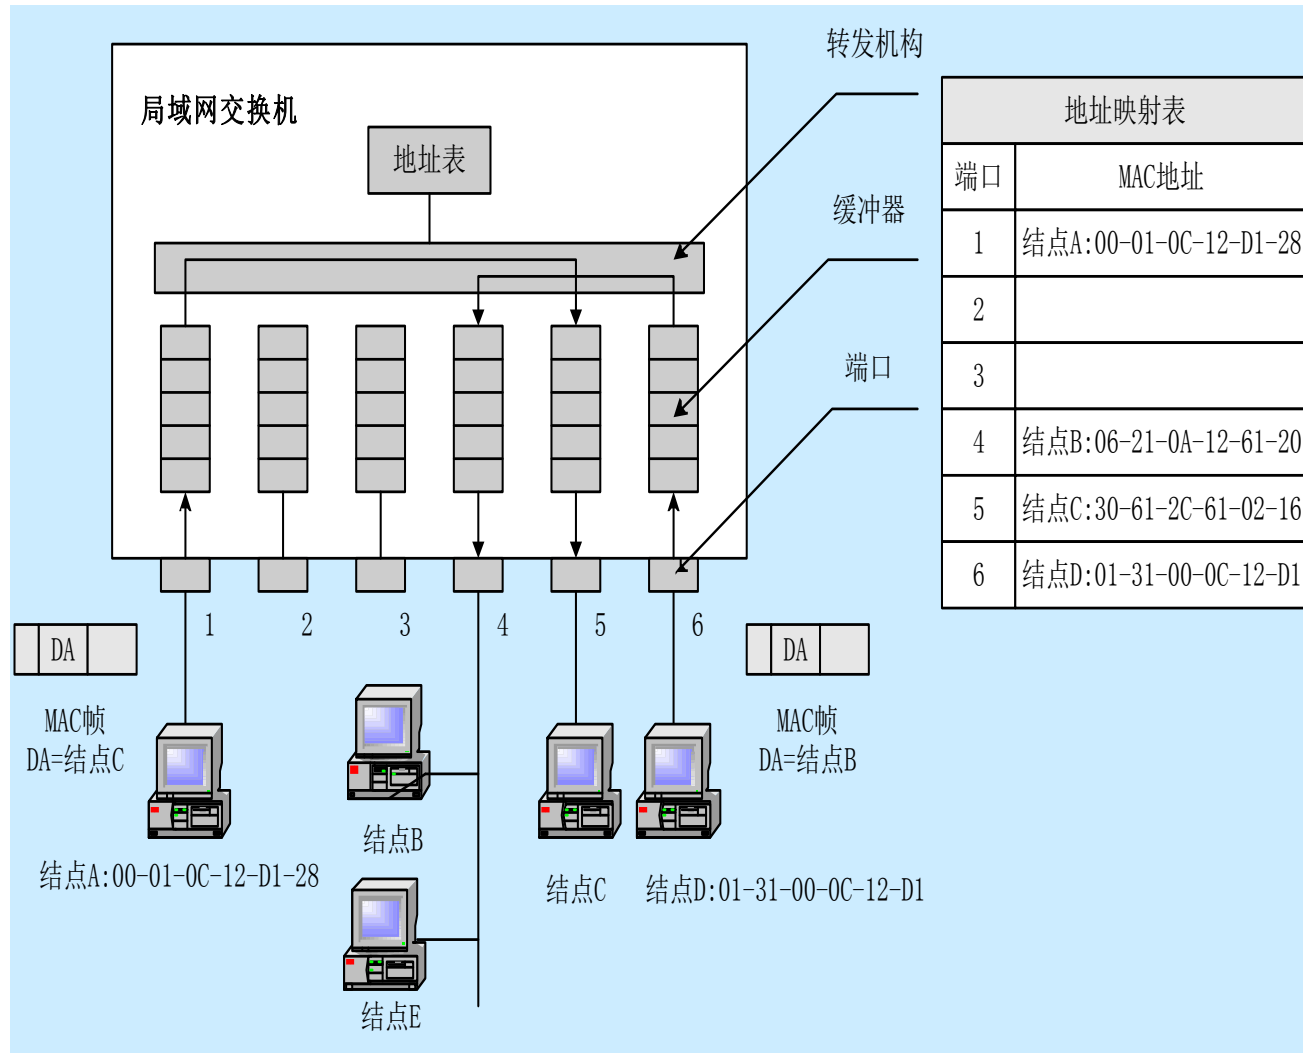 转发机构
局域网交换机
地址表
缓冲器
端口
地址映射表
端口 MAC地址
1 结点A:00-01-0C-12-D1-28
2
3
4 结点B:06-21-0A-12-61-20
5 结点C:30-61-2C-61-02-16
6 结点D:01-31-00-0C-12-D1
1 2 3 4 5 6
DA
MAC帧
DA=结点C
DA
MAC帧
DA=结点B
结点A:00-01-0C-12-D1-28
结点B
结点C
结点D:01-31-00-0C-12-D1
结点E